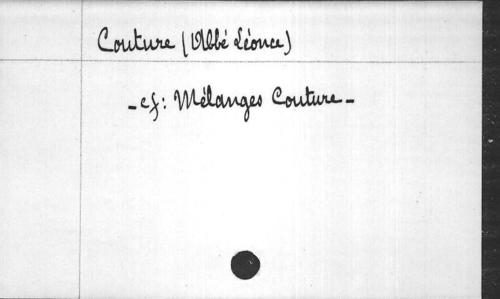 Couture (Abbé Léonce)
- cf: Mélanges Couture -